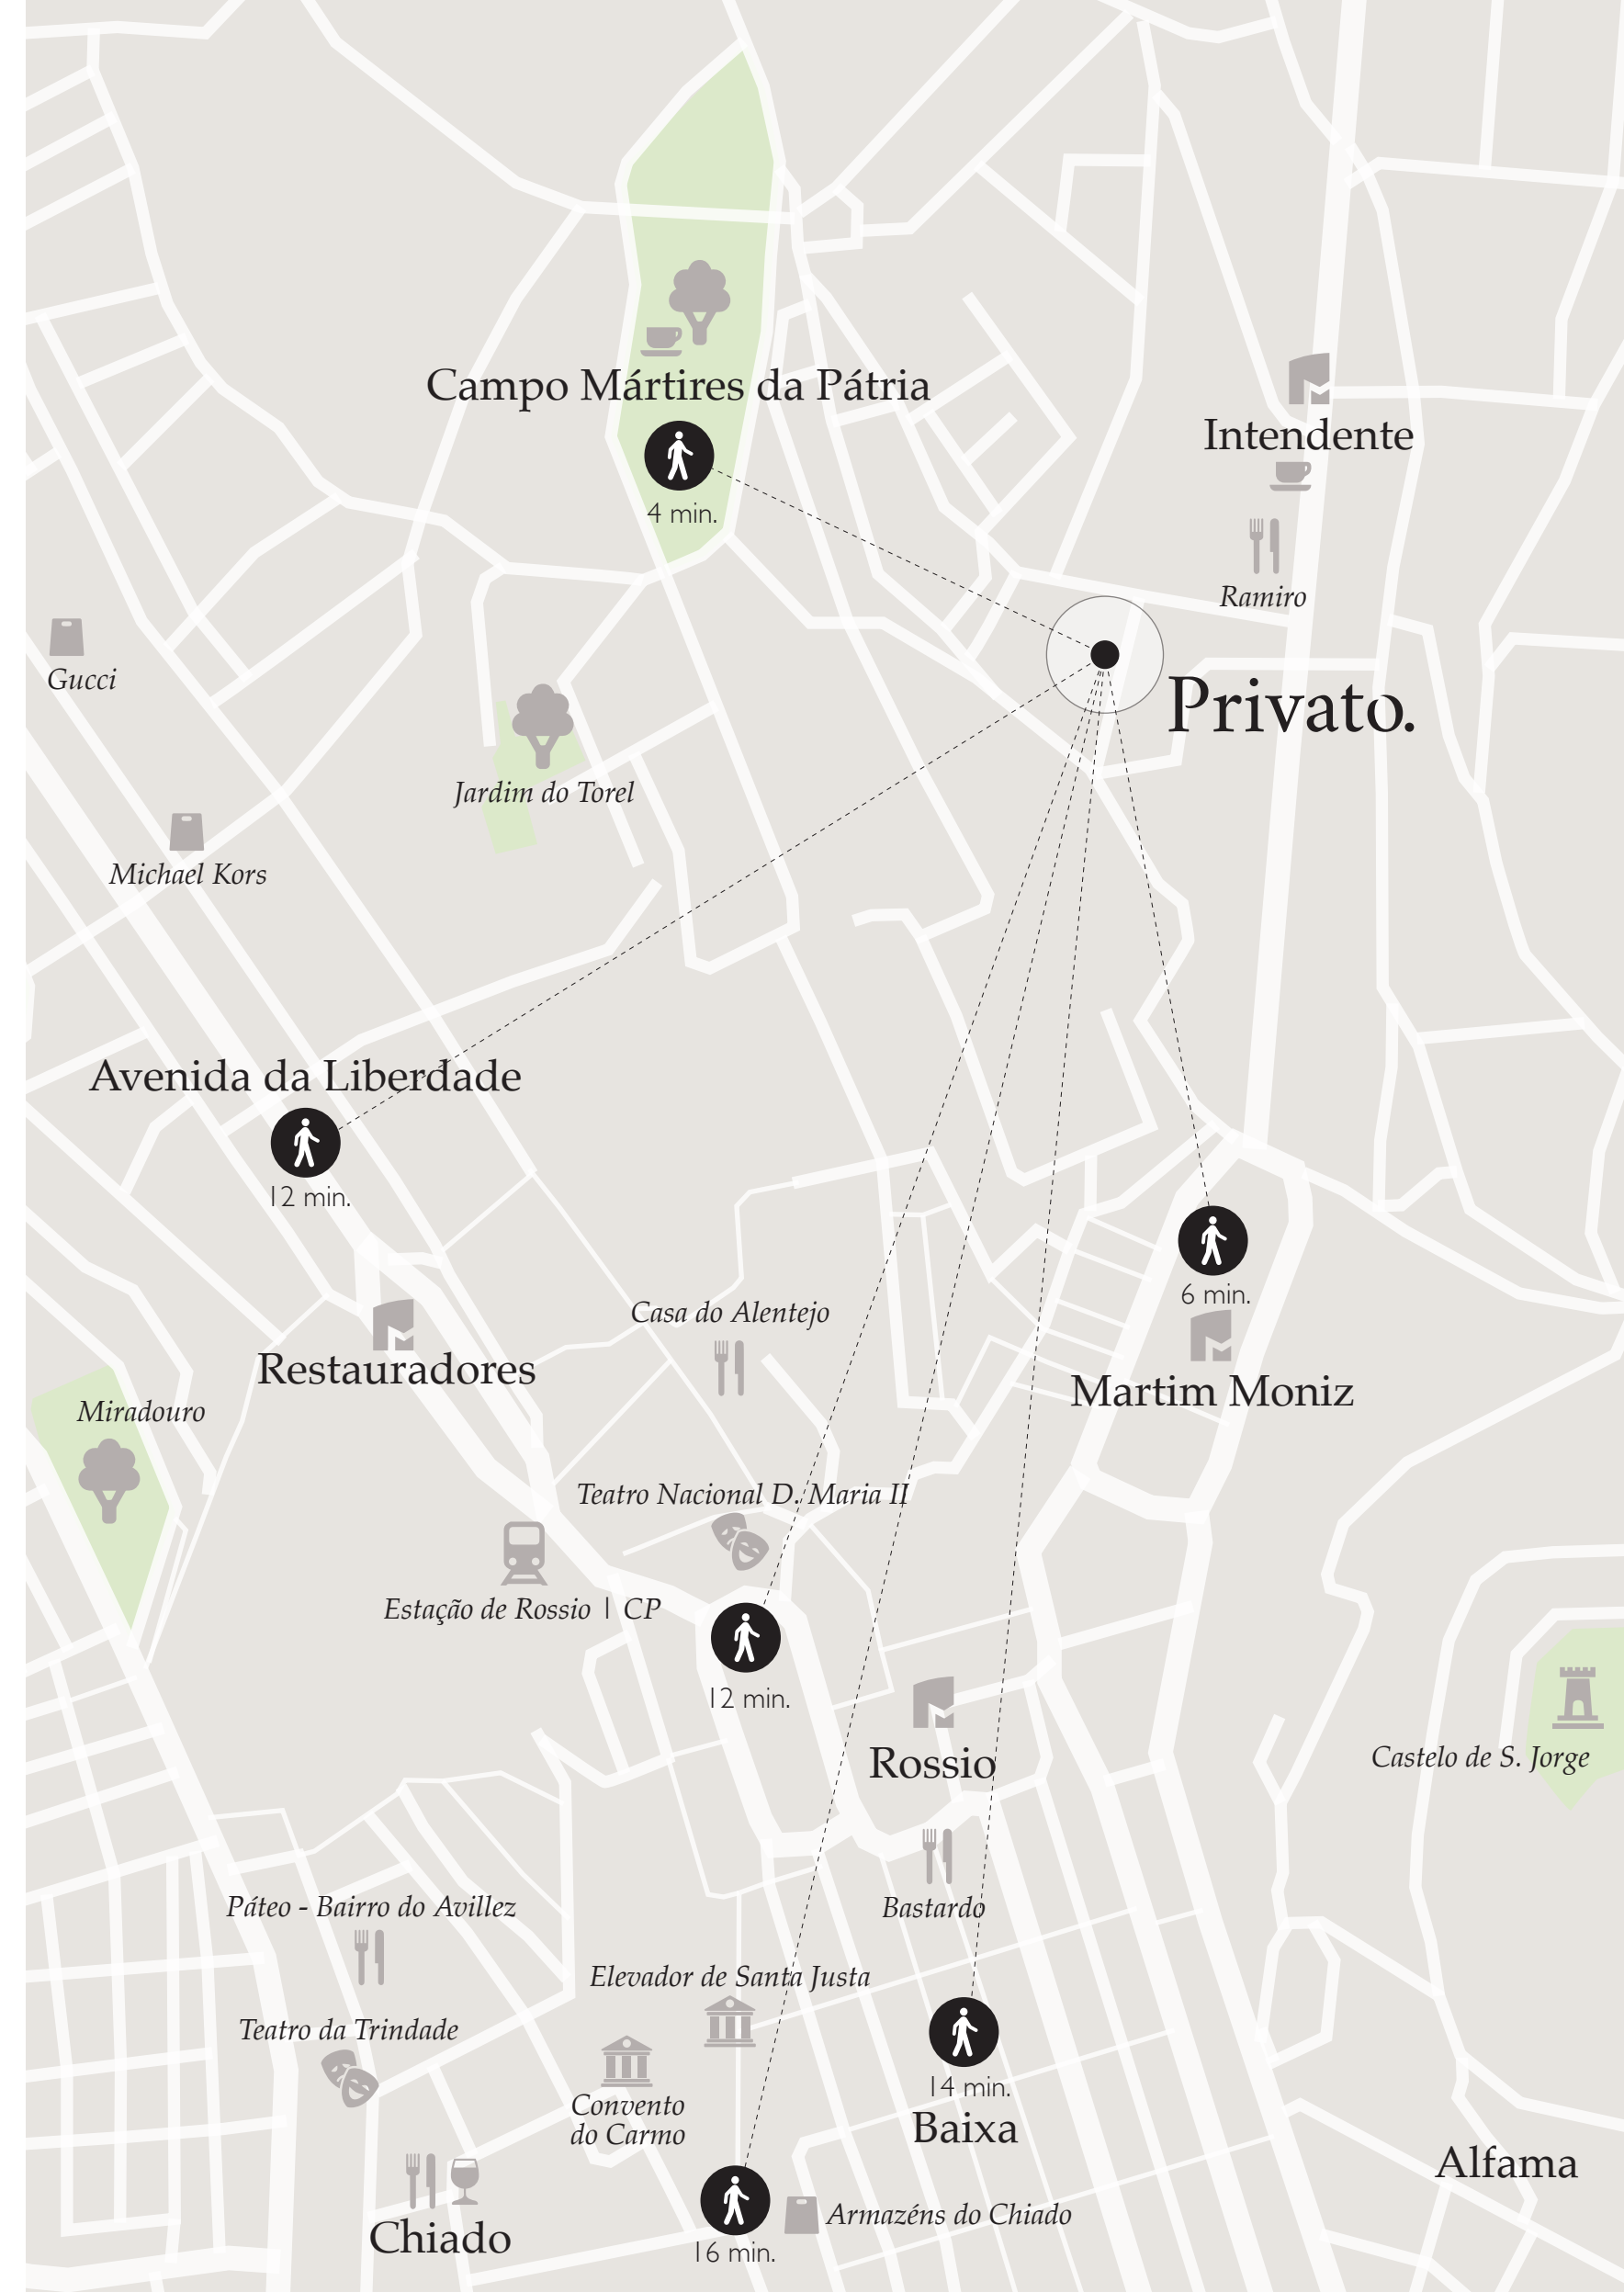 Campo Mártires da Pátria
4 min.
Intendente
Ramiro
Gucci
Privato.
Jardim do Torel
Michael Kors
Avenida da Liberdade
12 min.
6 min.
Casa do Alentejo
Restauradores
Martim Moniz
Miradouro
Teatro Nacional D. Maria II
Estação de Rossio | CP
12 min.
Rossio
Castelo de S. Jorge
Páteo - Bairro do Avillez
Bastardo
Elevador de Santa Justa
Teatro da Trindade
14 min.
Convento
do Carmo
Baixa
Alfama
Armazéns do Chiado
Chiado
16 min.